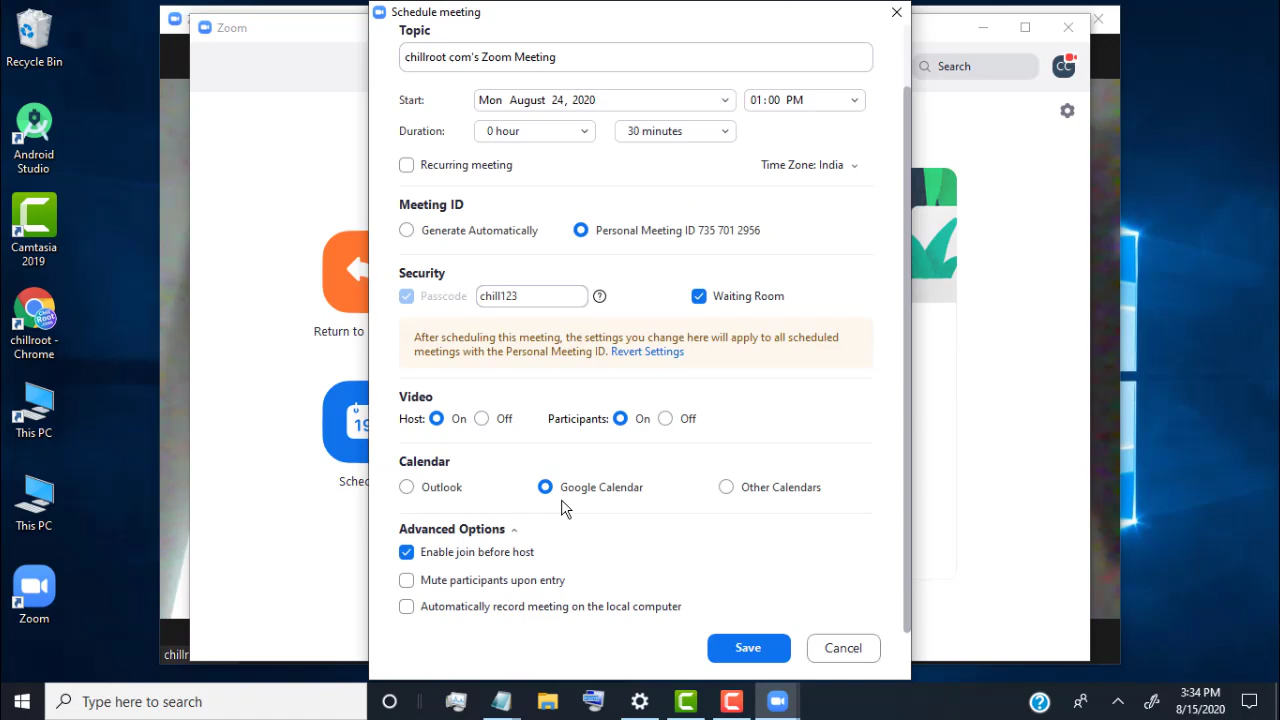 Recycle Bin
Android
Studio
Camtasia
2019
chillroot -
Chrome
This PC
This PC
Zoom
Zoom
Search
CC
Return to
19
Sched
chillr
Schedule meeting
Topic
chillroot com's Zoom Meeting
Start: Mon August 24, 2020 01:00 PM
Duration: 0 hour 30 minutes
Recurring meeting Time Zone: India
Meeting ID
Generate Automatically Personal Meeting ID 735 701 2956
Security
Passcode chill123 Waiting Room
After scheduling this meeting, the settings you change here will apply to all scheduled
meetings with the Personal Meeting ID. Revert Settings
Video
Host: On Off Participants: On Off
Calendar
Outlook Google Calendar Other Calendars
Advanced Options
Enable join before host
Mute participants upon entry
Automatically record meeting on the local computer
Save Cancel
Type here to search
3:34 PM
8/15/2020